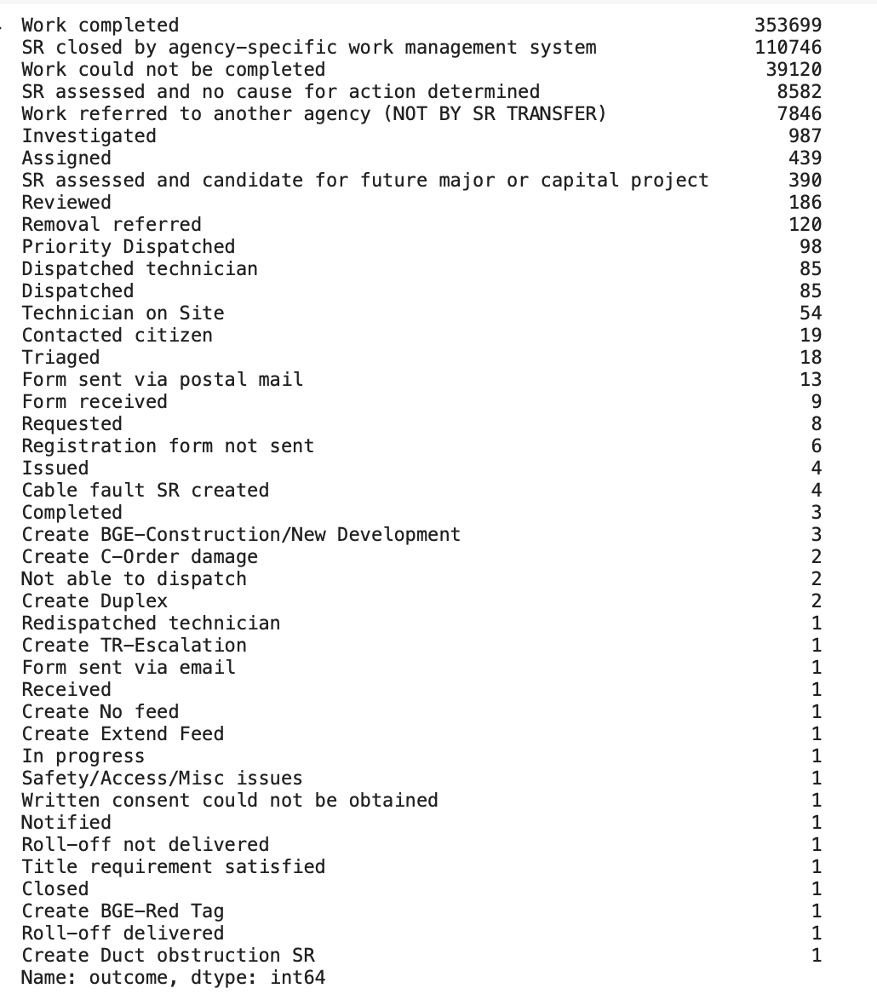 Work completed 353699
SR closed by agency-specific work management system 110746
Work could not be completed 39120
SR assessed and no cause for action determined 8582
Work referred to another agency (NOT BY SR TRANSFER) 7846
Investigated 987
Assigned 439
SR assessed and candidate for future major or capital project 390
Reviewed 186
Removal referred 120
Priority Dispatched 98
Dispatched technician 85
Dispatched 85
Technician on Site 54
Contacted citizen 19
Triaged 18
Form sent via postal mail 13
Form received 9
Requested 8
Registration form not sent 6
Issued 4
Cable fault SR created 4
Completed 3
Create BGE-Construction/New Development 3
Create C-Order damage 2
Not able to dispatch 2
Create Duplex 2
Redispatched technician 1
Create TR-Escalation 1
Form sent via email 1
Received 1
Create No feed 1
Create Extend Feed 1
In progress 1
Safety/Access/Misc issues 1
Written consent could not be obtained 1
Notified 1
Roll-off not delivered 1
Title requirement satisfied 1
Closed 1
Create BGE-Red Tag 1
Roll-off delivered 1
Create Duct obstruction SR 1
Name: outcome, dtype: int64